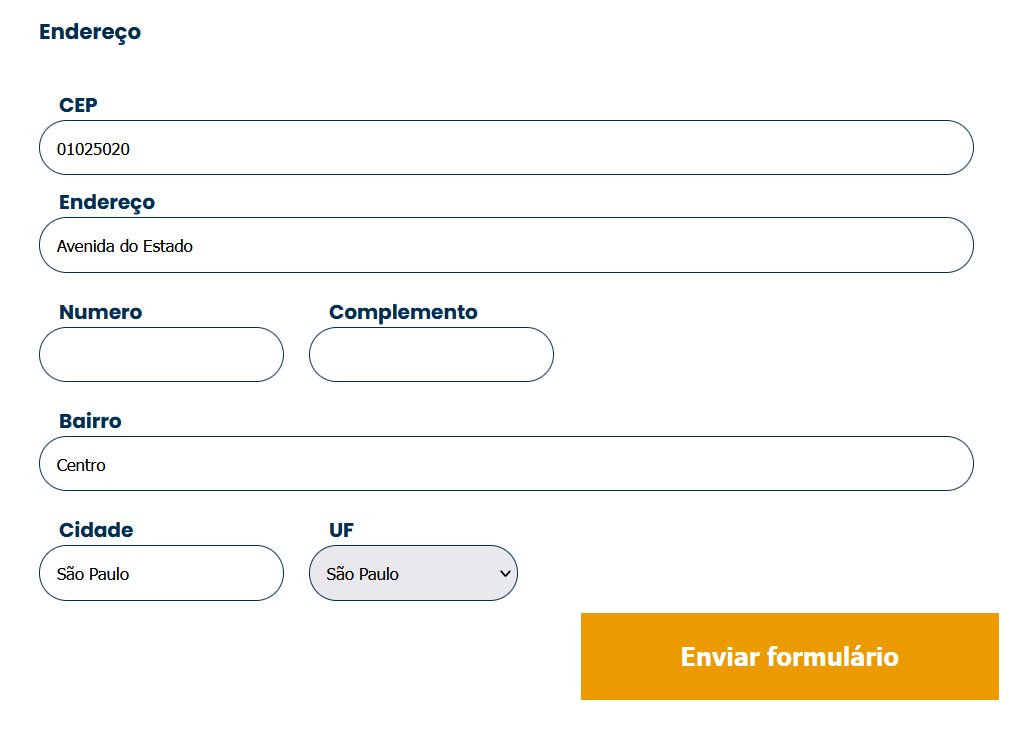 Endereço
CEP
01025020
Endereço
Avenida do Estado
Numero Complemento
Bairro
Centro
Cidade UF
São Paulo São Paulo
Enviar formulário